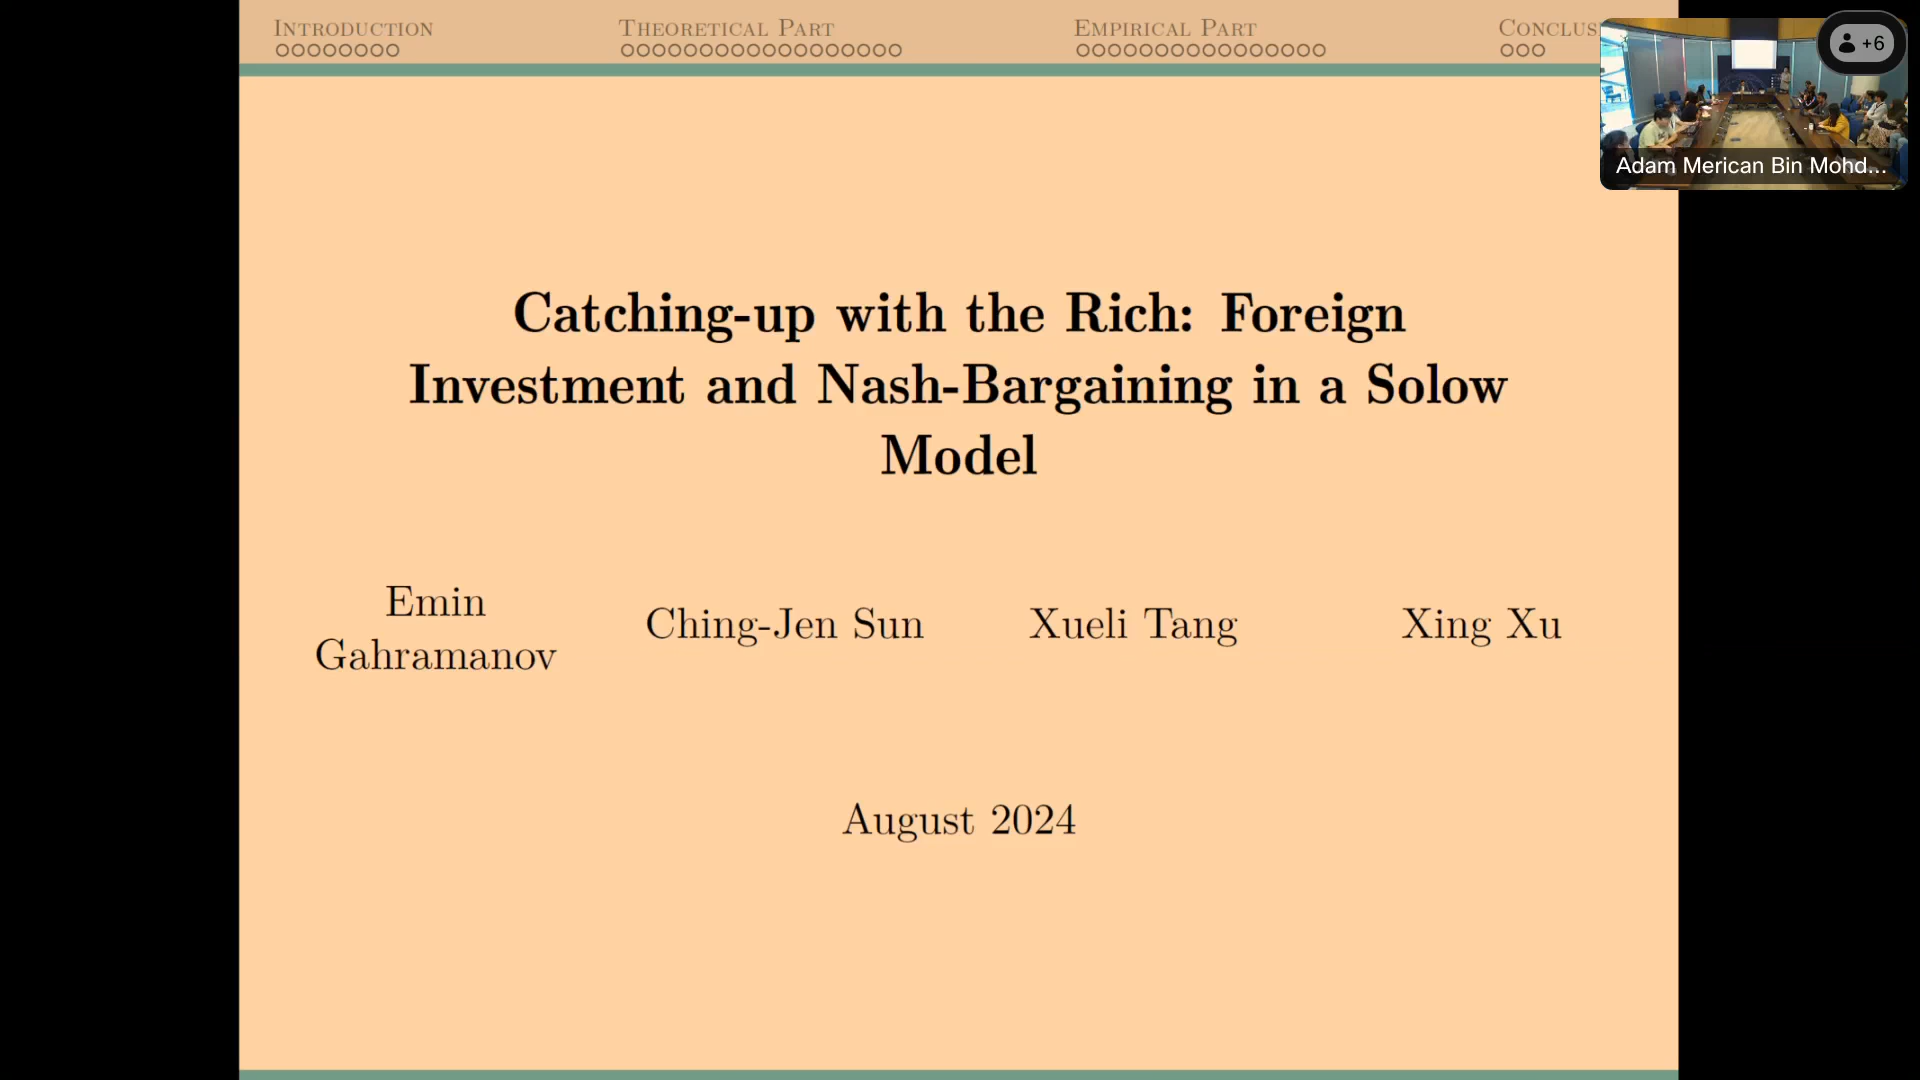 INTRODUCTION
THEORETICAL PART
EMPIRICAL PART
CONCLUS
+6
Adam Merican Bin Mohd...
Catching-up with the Rich: Foreign
Investment and Nash-Bargaining in a Solow
Model
Emin
Gahramanov
Ching-Jen Sun
Xueli Tang
Xing Xu
August 2024